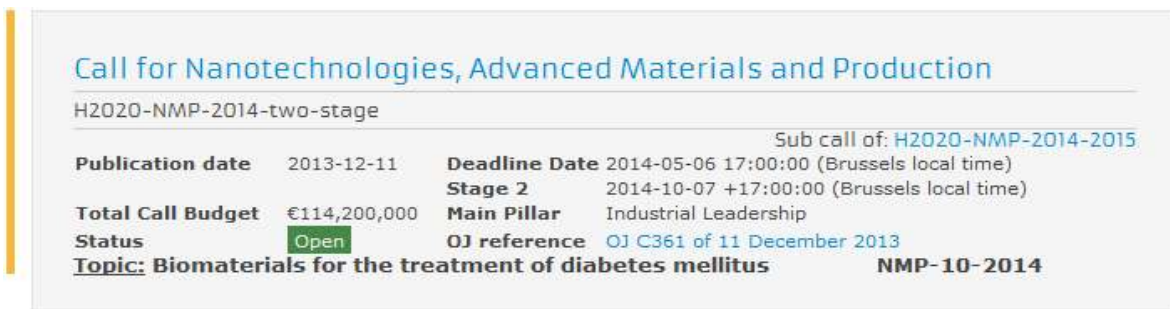 Call for Nanotechnologies, Advanced Materials and Production
H2020-NMP-2014-two-stage
Sub call of: H2020-NMP-2014-2015
Publication date 2013-12-11 Deadline Date 2014-05-06 17:00:00 (Brussels local time)
Stage 2 2014-10-07 +17:00:00 (Brussels local time)
Total Call Budget €114,200,000 Main Pillar Industrial Leadership
Status Open OJ reference OJ C361 of 11 December 2013
Topic: Biomaterials for the treatment of diabetes mellitus NMP-10-2014